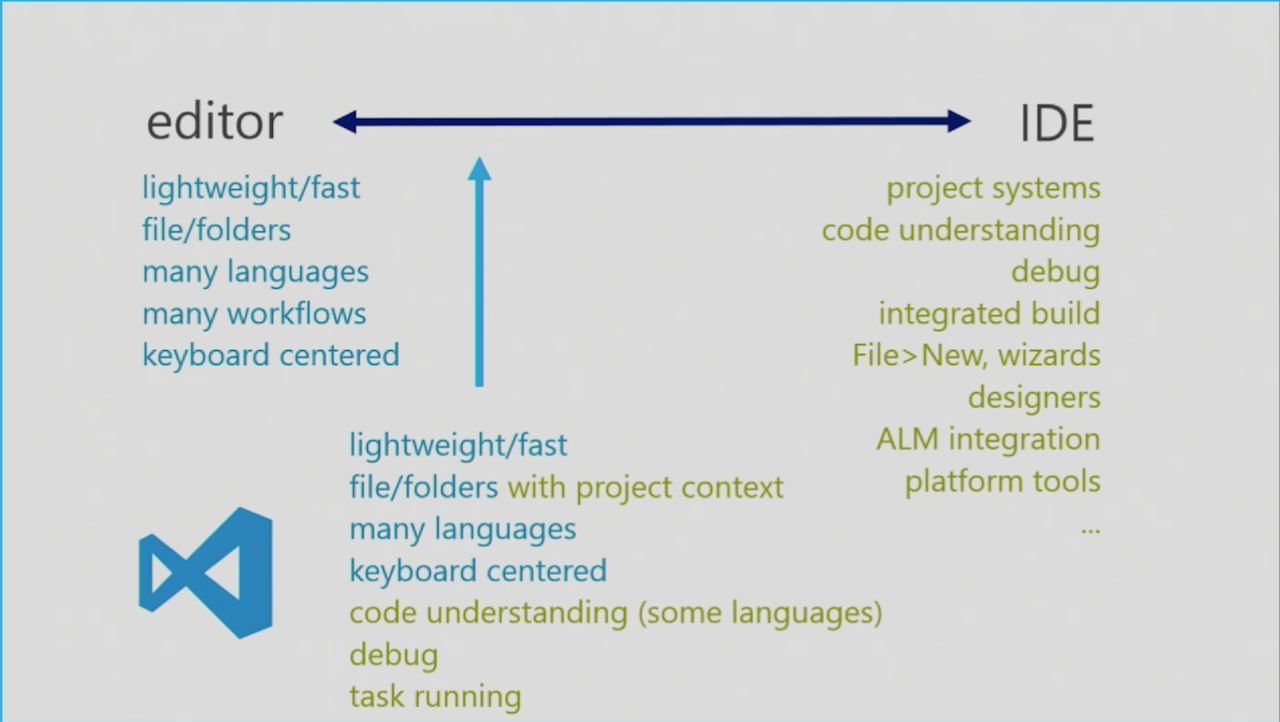 editor
IDE
lightweight/fast
file/folders
many languages
many workflows
keyboard centered
project systems
code understanding
debug
integrated build
File>New, wizards
designers
ALM integration
platform tools
...
lightweight/fast
file/folders with project context
many languages
keyboard centered
code understanding (some languages)
debug
task running